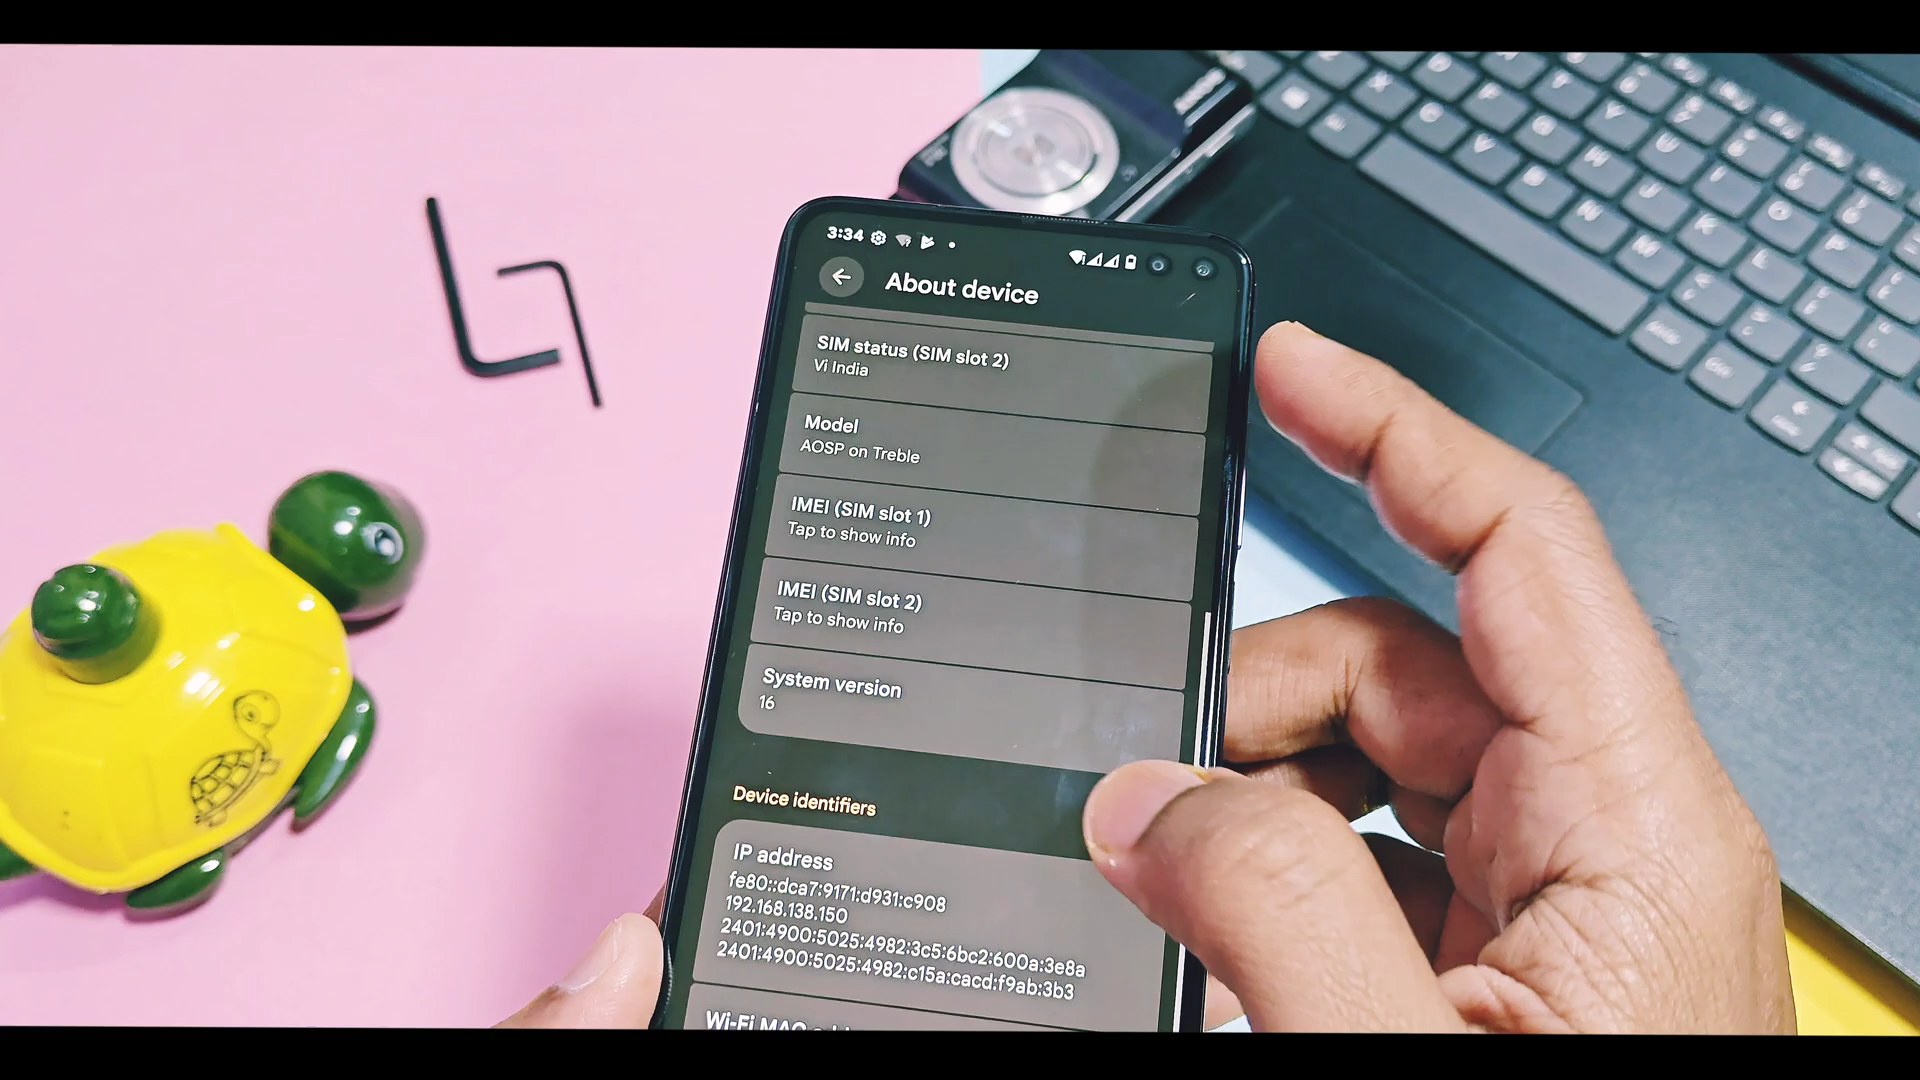 3:34
About device
SIM status (SIM slot 2)
Vi India
Model
AOSP on Treble
IMEI (SIM slot 1)
Tap to show info
IMEI (SIM slot 2)
Tap to show info
System version
16
Device identifiers
IP address
fe80::dca7:9171:d931:c908
192.168.138.150
2401:4900:5025:4982:3c5:6bc2:600a:3e8a
2401:4900:5025:4982:c15a:cacd:f9ab:3b3
Wi-Fi MAC